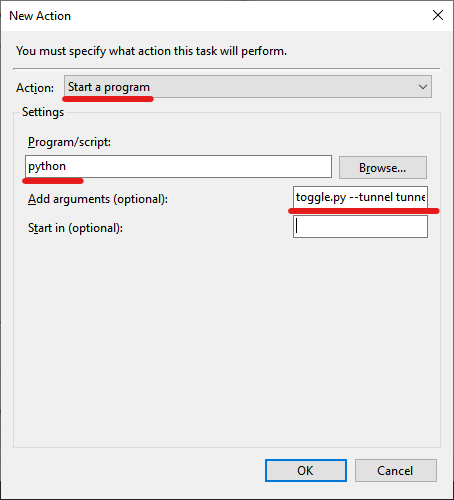 New Action
You must specify what action this task will perform.
Action: Start a program
Settings
Program/script:
python Browse...
Add arguments (optional): toggle.py --tunnel tunne
Start in (optional):
OK Cancel